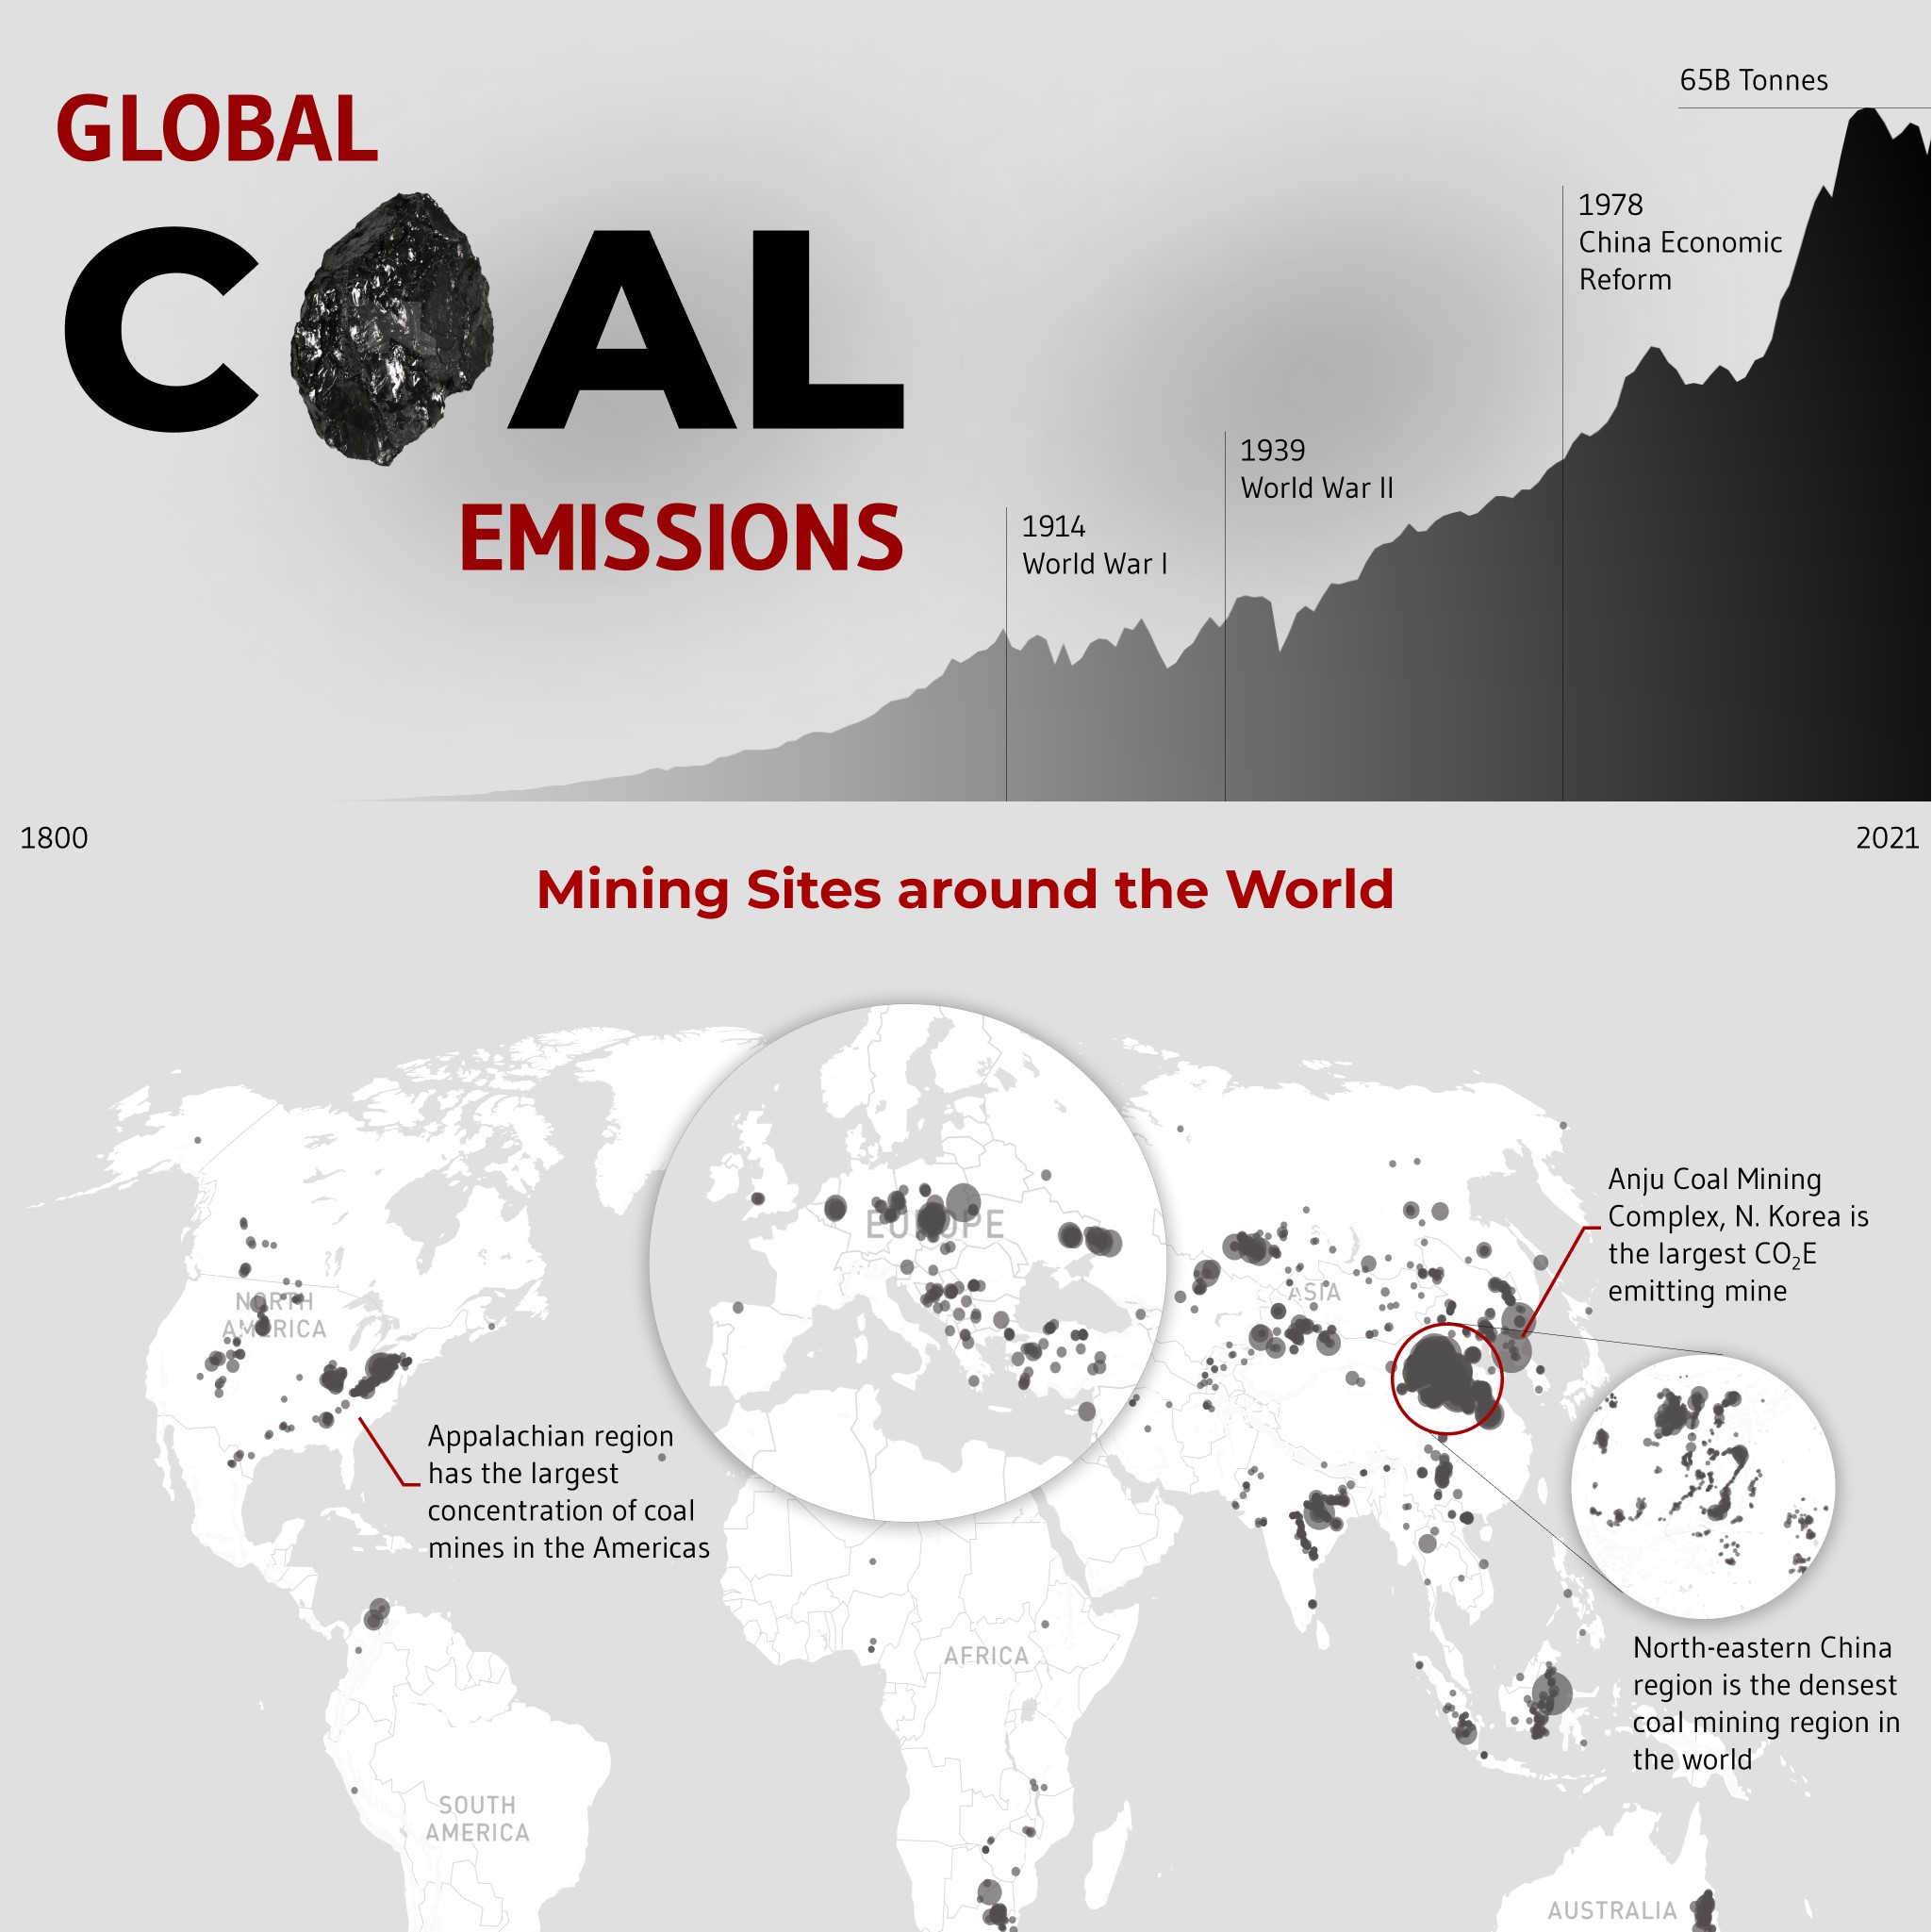 GLOBAL
COAL
EMISSIONS
65B Tonnes
1978
China Economic
Reform
1939
World War II
1914
World War I
1800
2021
Mining Sites around the World
EUROPE
NORTH
AMERICA
ASIA
Anju Coal Mining
Complex, N. Korea is
the largest CO₂E
emitting mine
Appalachian region
has the largest
concentration of coal
mines in the Americas
AFRICA
North-eastern China
region is the densest
coal mining region in
the world
SOUTH
AMERICA
AUSTRALIA